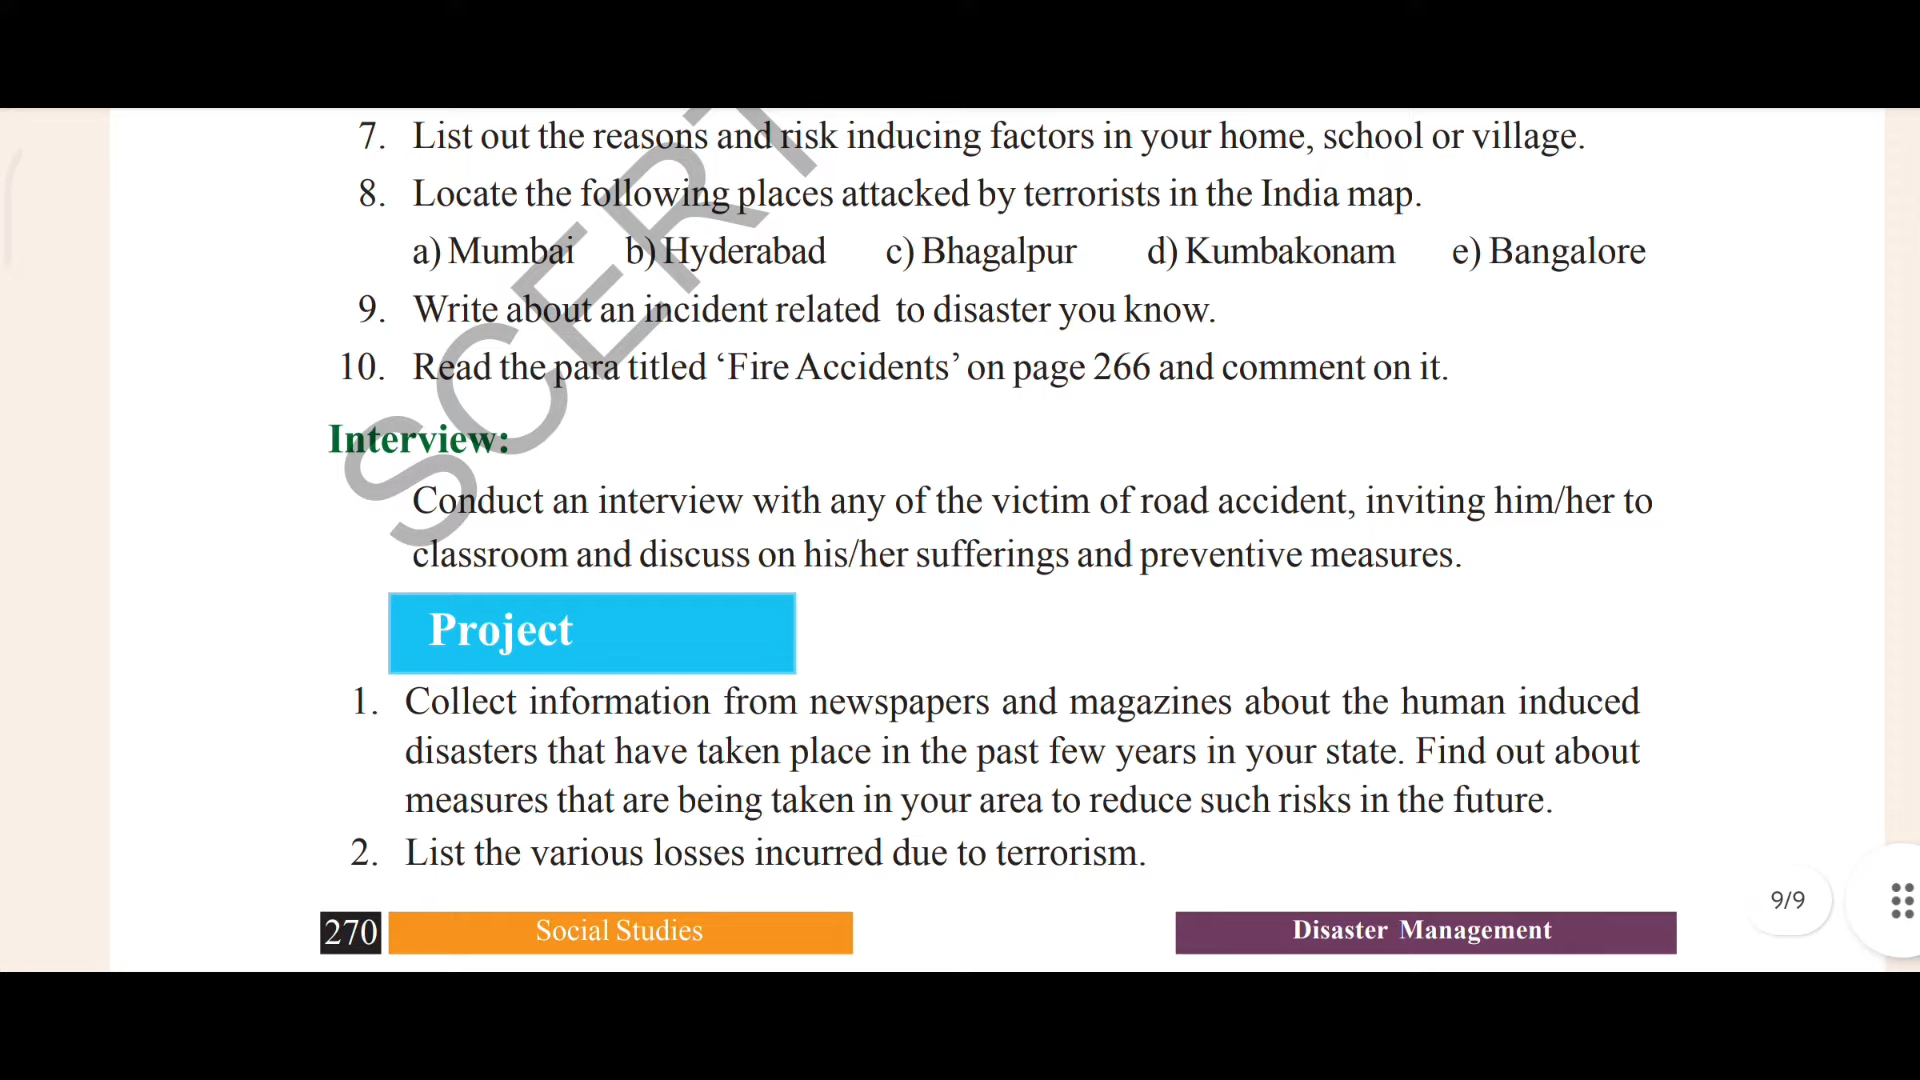 7. List out the reasons and risk inducing factors in your home, school or village.
8. Locate the following places attacked by terrorists in the India map.
a) Mumbai b) Hyderabad c) Bhagalpur d) Kumbakonam e) Bangalore
9. Write about an incident related to disaster you know.
10. Read the para titled ‘Fire Accidents’ on page 266 and comment on it.
Interview:
Conduct an interview with any of the victim of road accident, inviting him/her to
classroom and discuss on his/her sufferings and preventive measures.
Project
1. Collect information from newspapers and magazines about the human induced
disasters that have taken place in the past few years in your state. Find out about
measures that are being taken in your area to reduce such risks in the future.
2. List the various losses incurred due to terrorism.
270 Social Studies Disaster Management
9/9
SCERT